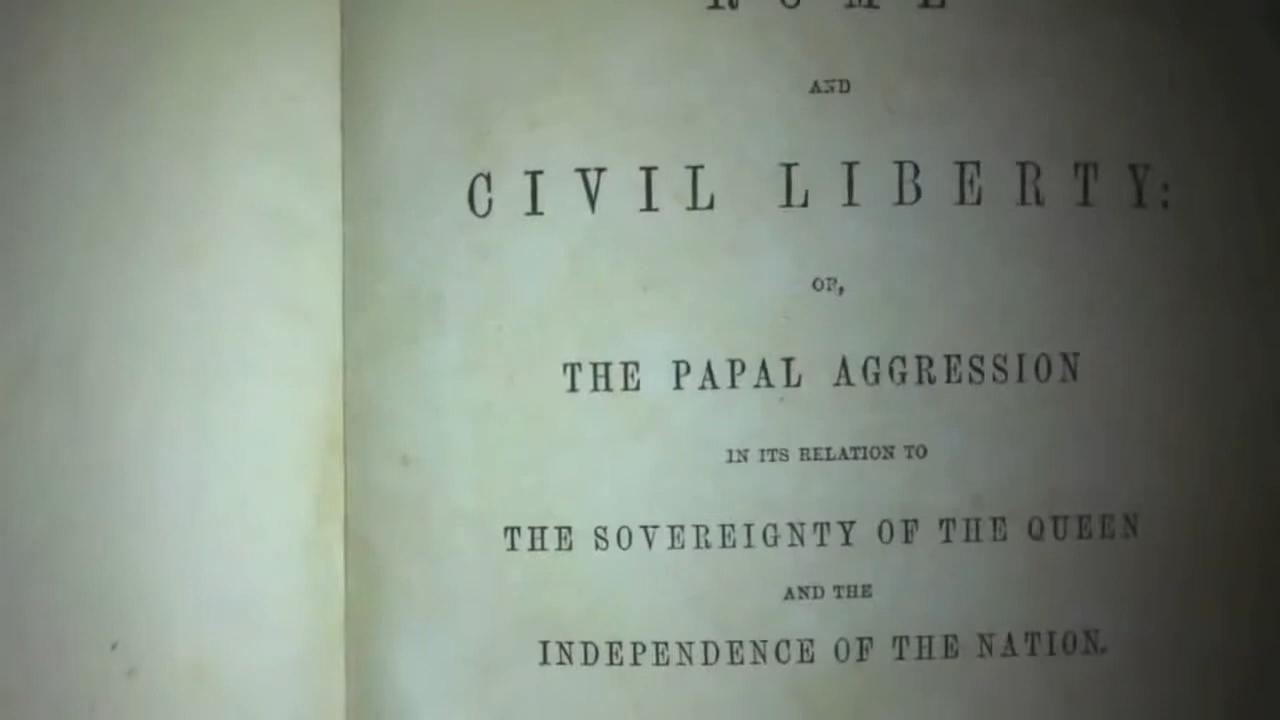 ROME
AND
CIVIL LIBERTY:
OR,
THE PAPAL AGGRESSION
IN ITS RELATION TO
THE SOVEREIGNTY OF THE QUEEN
AND THE
INDEPENDENCE OF THE NATION.